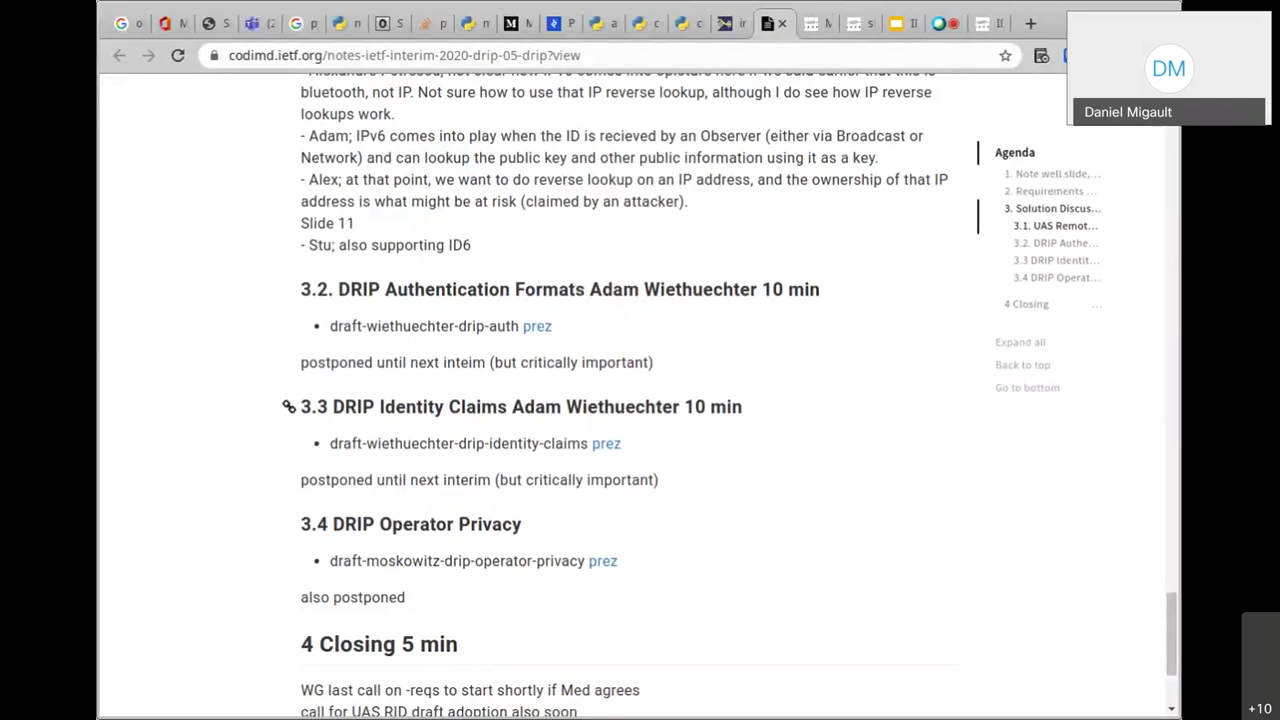 codimd.ietf.org/notes-ietf-interim-2020-drip-05-drip?view
DM
Daniel Migault
bluetooth, not IP. Not sure how to use that IP reverse lookup, although I do see how IP reverse
lookups work.
- Adam; IPv6 comes into play when the ID is recieved by an Observer (either via Broadcast or
Network) and can lookup the public key and other public information using it as a key.
- Alex; at that point, we want to do reverse lookup on an IP address, and the ownership of that IP
address is what might be at risk (claimed by an attacker).
Slide 11
- Stu; also supporting ID6
3.2. DRIP Authentication Formats Adam Wiethuechter 10 min
• draft-wiethuechter-drip-auth prez
postponed until next inteim (but critically important)
3.3 DRIP Identity Claims Adam Wiethuechter 10 min
• draft-wiethuechter-drip-identity-claims prez
postponed until next interim (but critically important)
3.4 DRIP Operator Privacy
• draft-moskowitz-drip-operator-privacy prez
also postponed
4 Closing 5 min
WG last call on -reqs to start shortly if Med agrees
call for UAS RID draft adoption also soon
Agenda
1. Note well slide,...
2. Requirements ...
3. Solution Discus...
3.1. UAS Remot...
3.2. DRIP Authe...
3.3 DRIP Identit...
3.4 DRIP Operat...
4 Closing ...
Expand all
Back to top
Go to bottom
+10